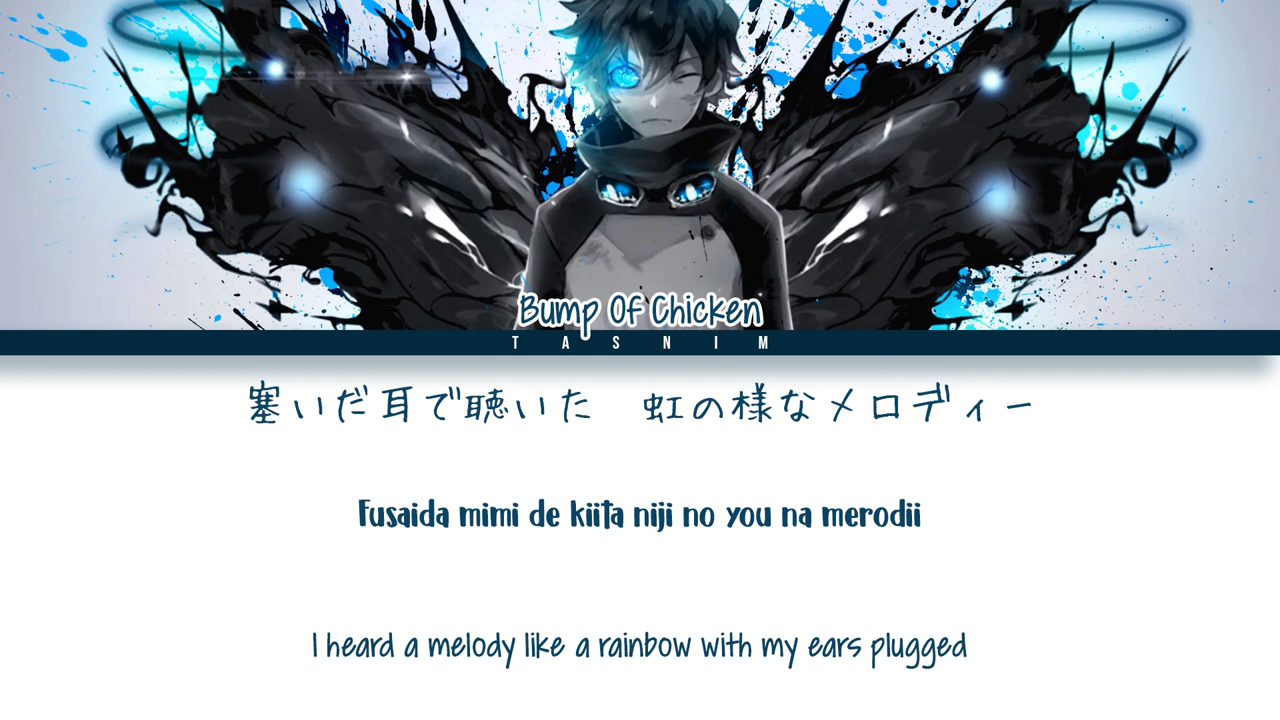 Bump Of Chicken
TASNIM
塞いだ耳で聴いた　虹の様なメロディー
Fusaida mimi de kiita niji no you na merodii
I heard a melody like a rainbow with my ears plugged